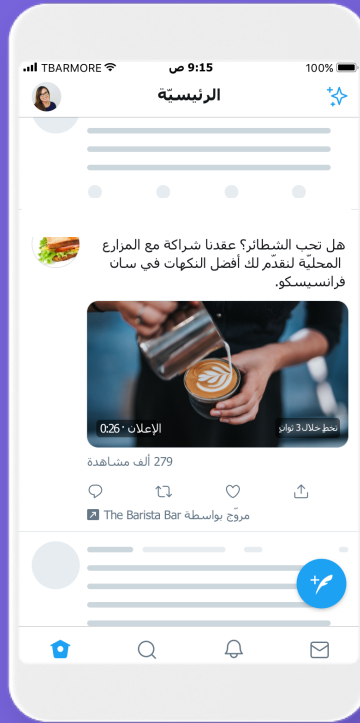 TBARMORE
9:15 ص
100%
الرئيسيّة
هل تحب الشطائر؟ عقدنا شراكة مع المزارع
المحليّة لنقدّم لك أفضل النكهات في سان
فرانسيسكو.
تخطِ خلال 3 ثوانٍ
الإعلان · 0:26
279 ألف مشاهدة
مروّج بواسطة The Barista Bar